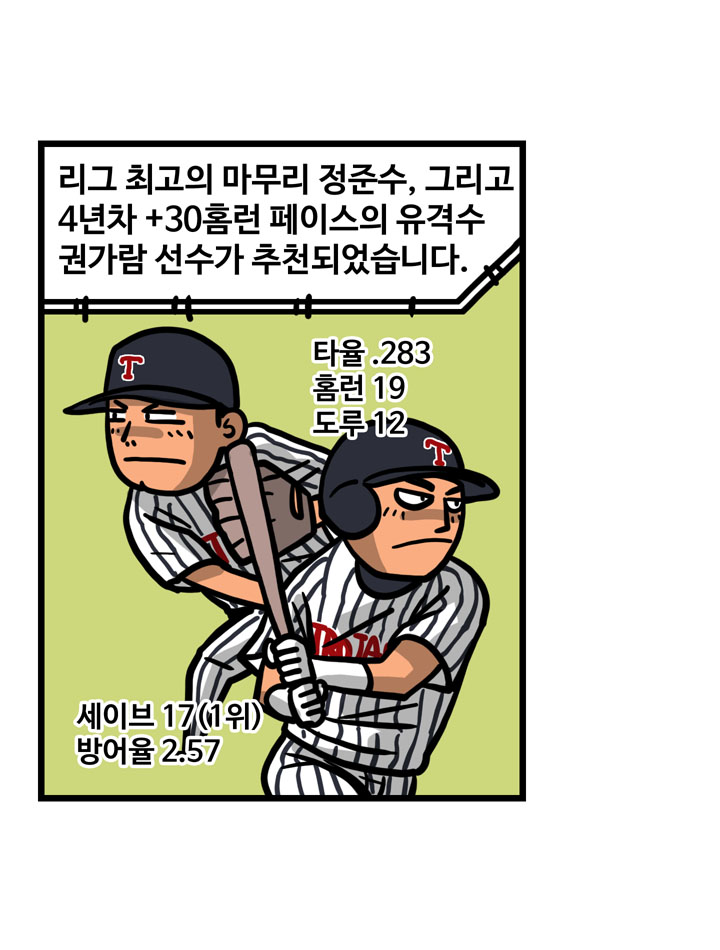 리그 최고의 마무리 정준수, 그리고
4년차 +30홈런 페이스의 유격수
권가람 선수가 추천되었습니다.
타율 .283
홈런 19
도루 12
T
T
T
TROJA
세이브 17(1위)
방어율 2.57